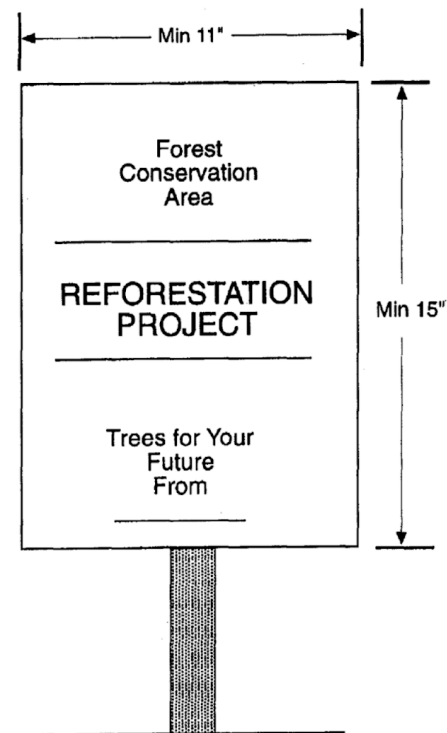 Min 11"
Forest
Conservation
Area
REFORESTATION
PROJECT
Min 15"
Trees for Your
Future
From